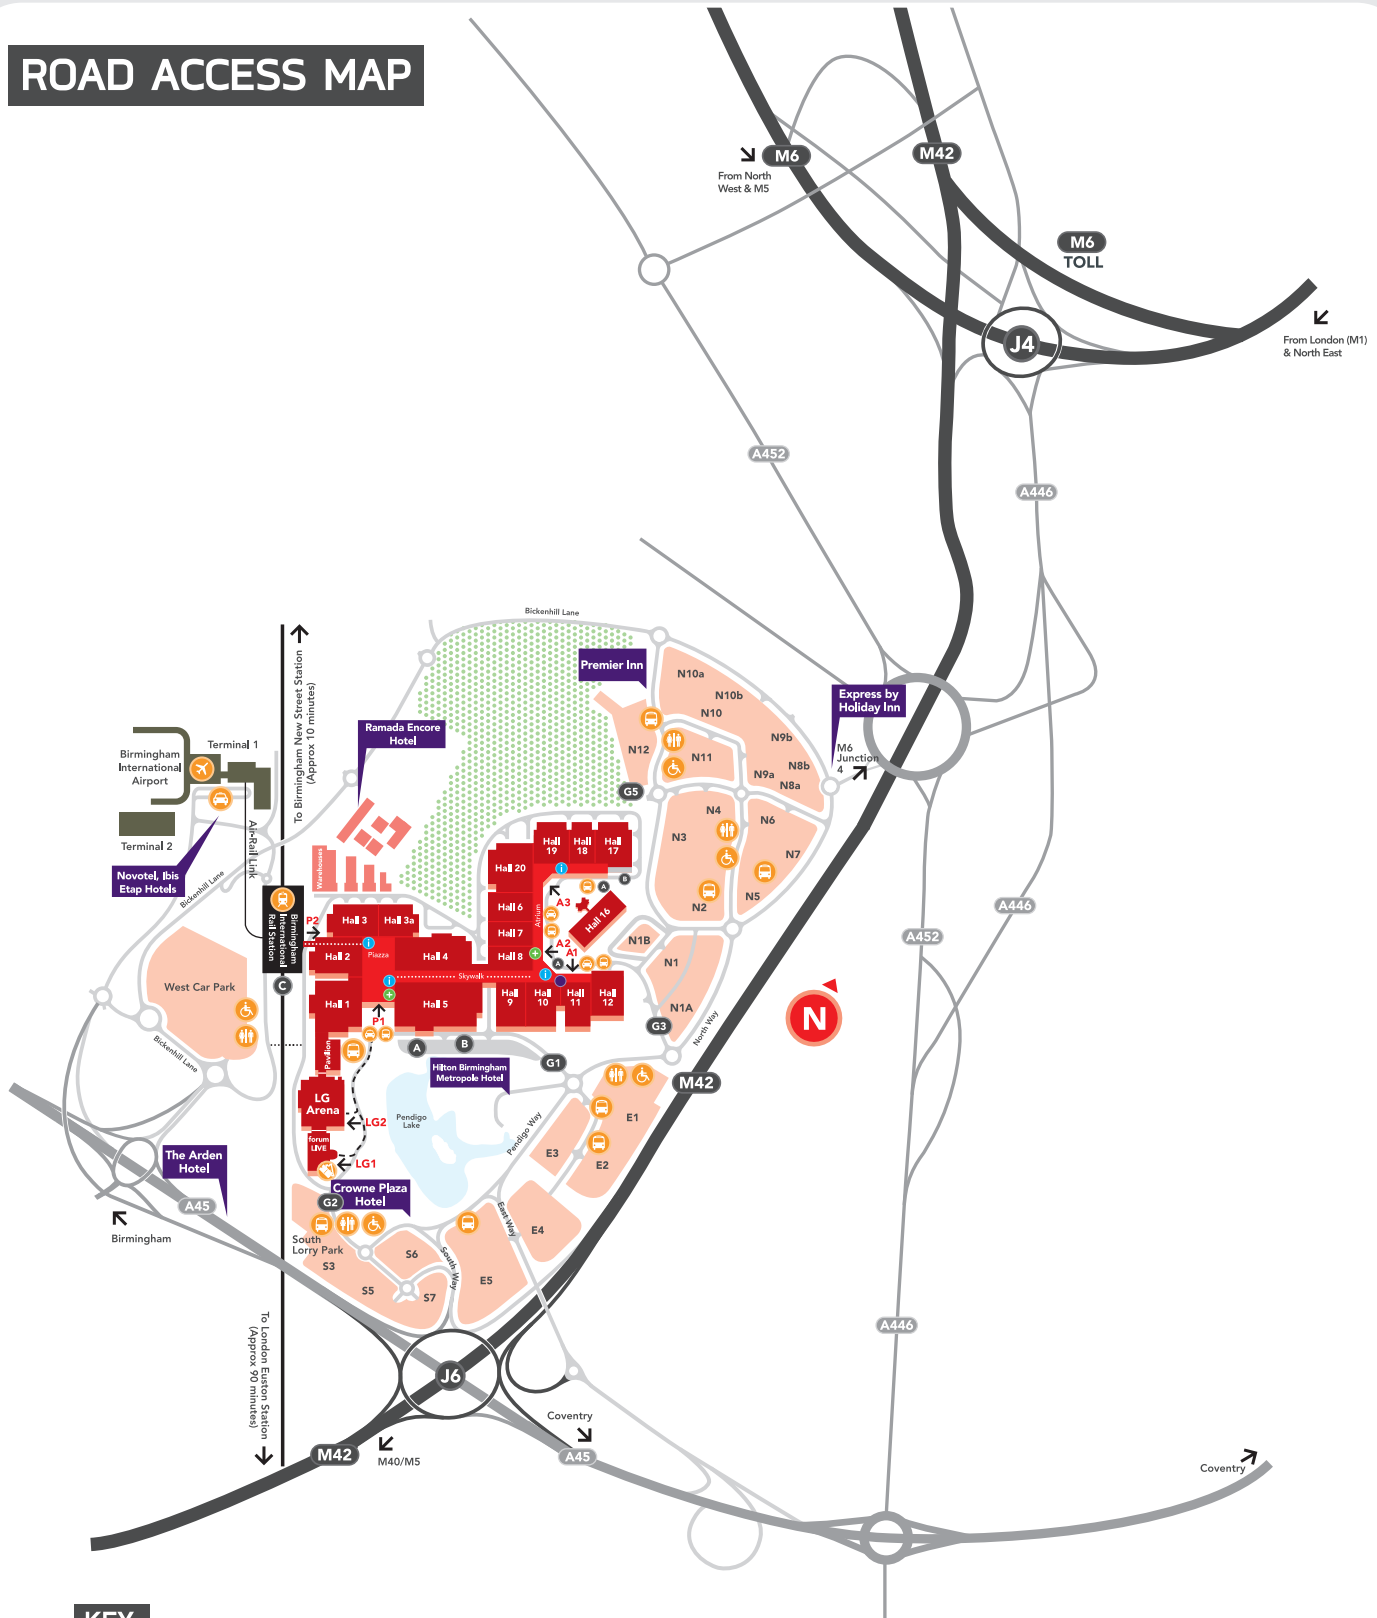 ROAD ACCESS MAP
M6
M42
From North
West & M5
M6
TOLL
J4
From London (M1)
& North East
A452
A446
Bickenhill Lane
Premier Inn
N10a
N10b
N10
Express by
Holiday Inn
To Birmingham New Street Station
(Approx 10 minutes)
Ramada Encore
Hotel
N9b
N12
N11
N8b
N9a
N8a
M6
Junction
4
Terminal 1
Birmingham
International
Airport
G5
N4
N6
N3
N7
N5
N2
Terminal 2
Air-Rail Link
Novotel, Ibis
Etap Hotels
Bickenhill Lane
Warehouses
Hall
19
Hall
18
Hall
17
Hall 20
i
A
B
Hall 6
A3
Atrium
Hall 16
Hall 7
A2
A1
A
Hall 8
N1B
N1
N1A
P2
Hall 3
Hall 3a
Birmingham
International
Rail Station
i
Piazza
Hall 2
Hall 4
Skywalk
i
i
C
Hall 1
Hall 5
Hall
9
Hall
10
Hall
11
Hall
12
P1
G3
North Way
West Car Park
Bickenhill Lane
Pavilion
A
B
G1
Hilton Birmingham
Metropole Hotel
M42
N
A446
A452
LG
Arena
LG2
Pendigo
Lake
Pendigo Way
E1
E3
E2
forum
LIVE
LG1
The Arden
Hotel
Crowne Plaza
Hotel
G2
A45
Birmingham
South
Lorry Park
S3
S6
S5
S7
South Way
East Way
E4
E5
A446
To London Euston Station
(Approx 90 minutes)
J6
Coventry
M42
M40/M5
A45
Coventry
KEY